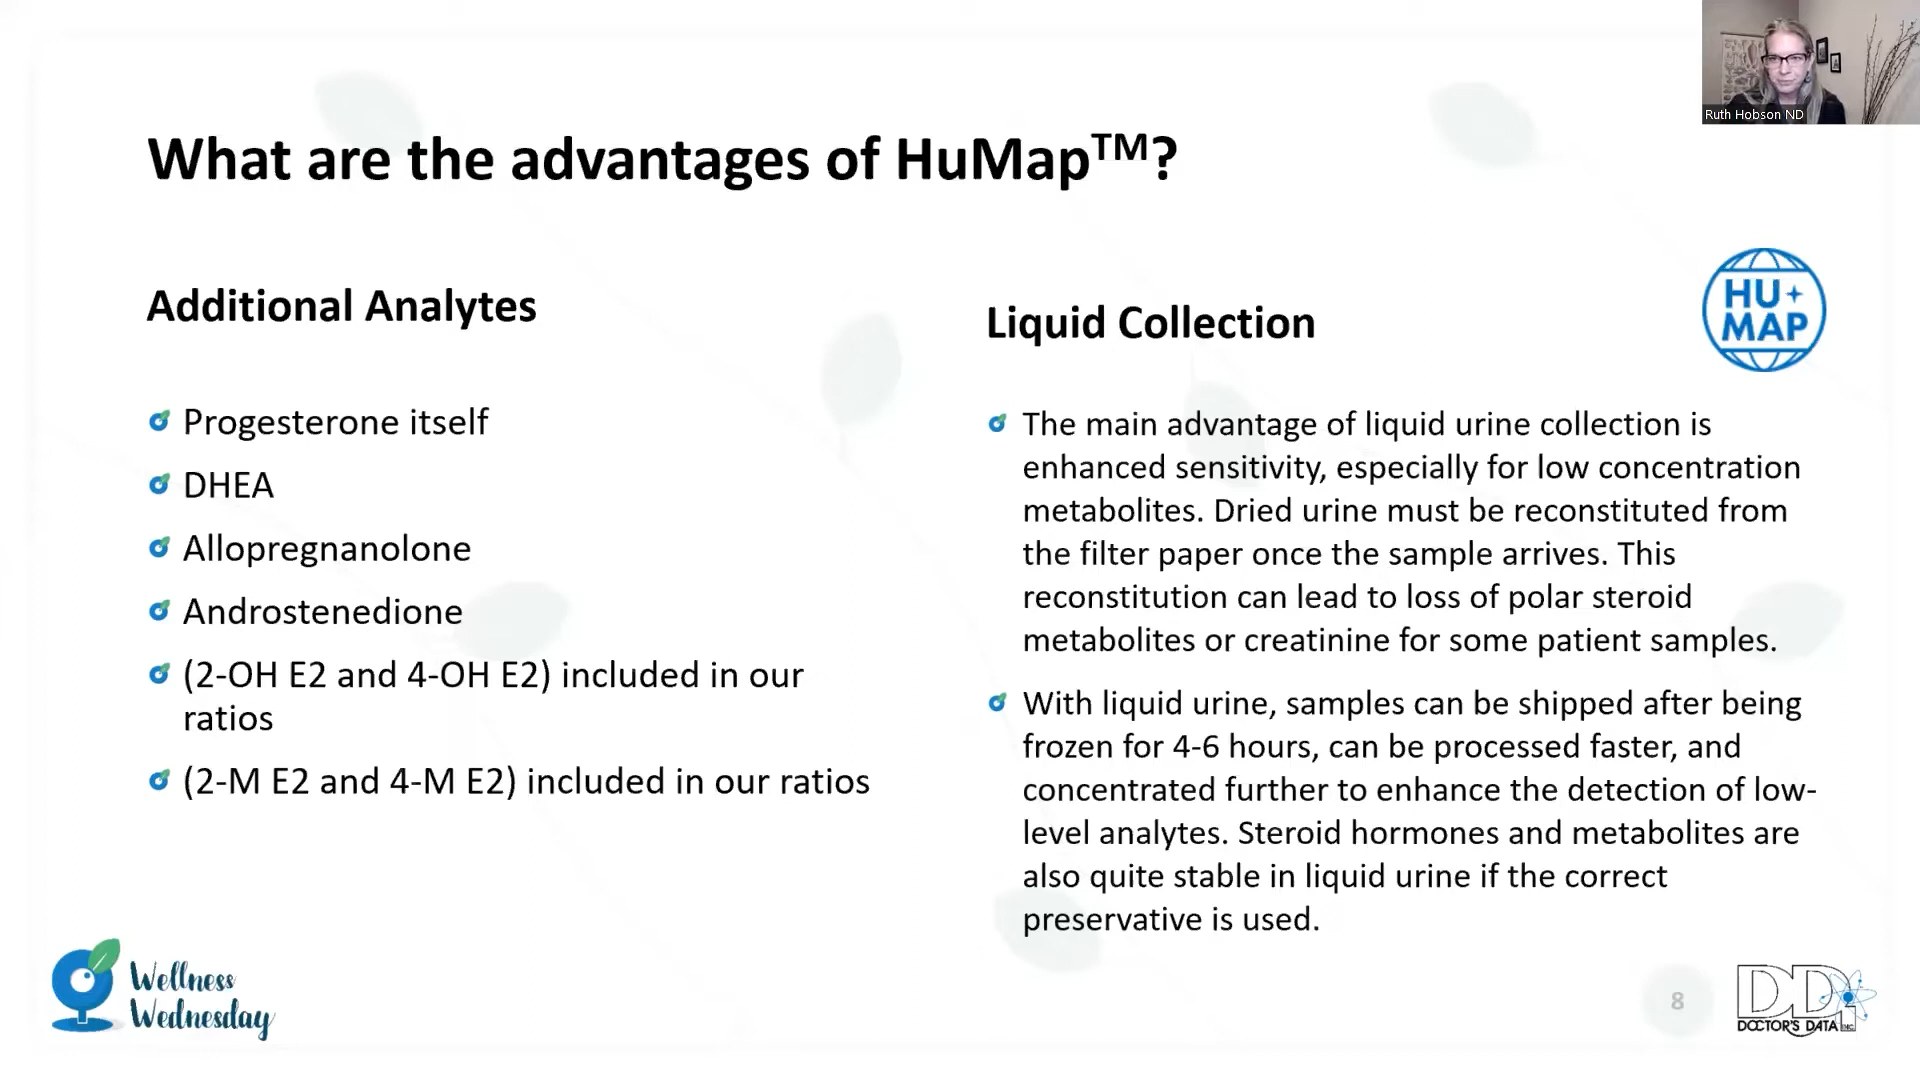 Ruth Hobson ND
What are the advantages of HuMap™?
Additional Analytes
Progesterone itself
DHEA
Allopregnanolone
Androstenedione
(2-OH E2 and 4-OH E2) included in our
ratios
(2-M E2 and 4-M E2) included in our ratios
Liquid Collection
HU
MAP
The main advantage of liquid urine collection is
enhanced sensitivity, especially for low concentration
metabolites. Dried urine must be reconstituted from
the filter paper once the sample arrives. This
reconstitution can lead to loss of polar steroid
metabolites or creatinine for some patient samples.
With liquid urine, samples can be shipped after being
frozen for 4-6 hours, can be processed faster, and
concentrated further to enhance the detection of low-
level analytes. Steroid hormones and metabolites are
also quite stable in liquid urine if the correct
preservative is used.
Wellness
Wednesday
8
DDI
DOCTOR'S DATA INC.